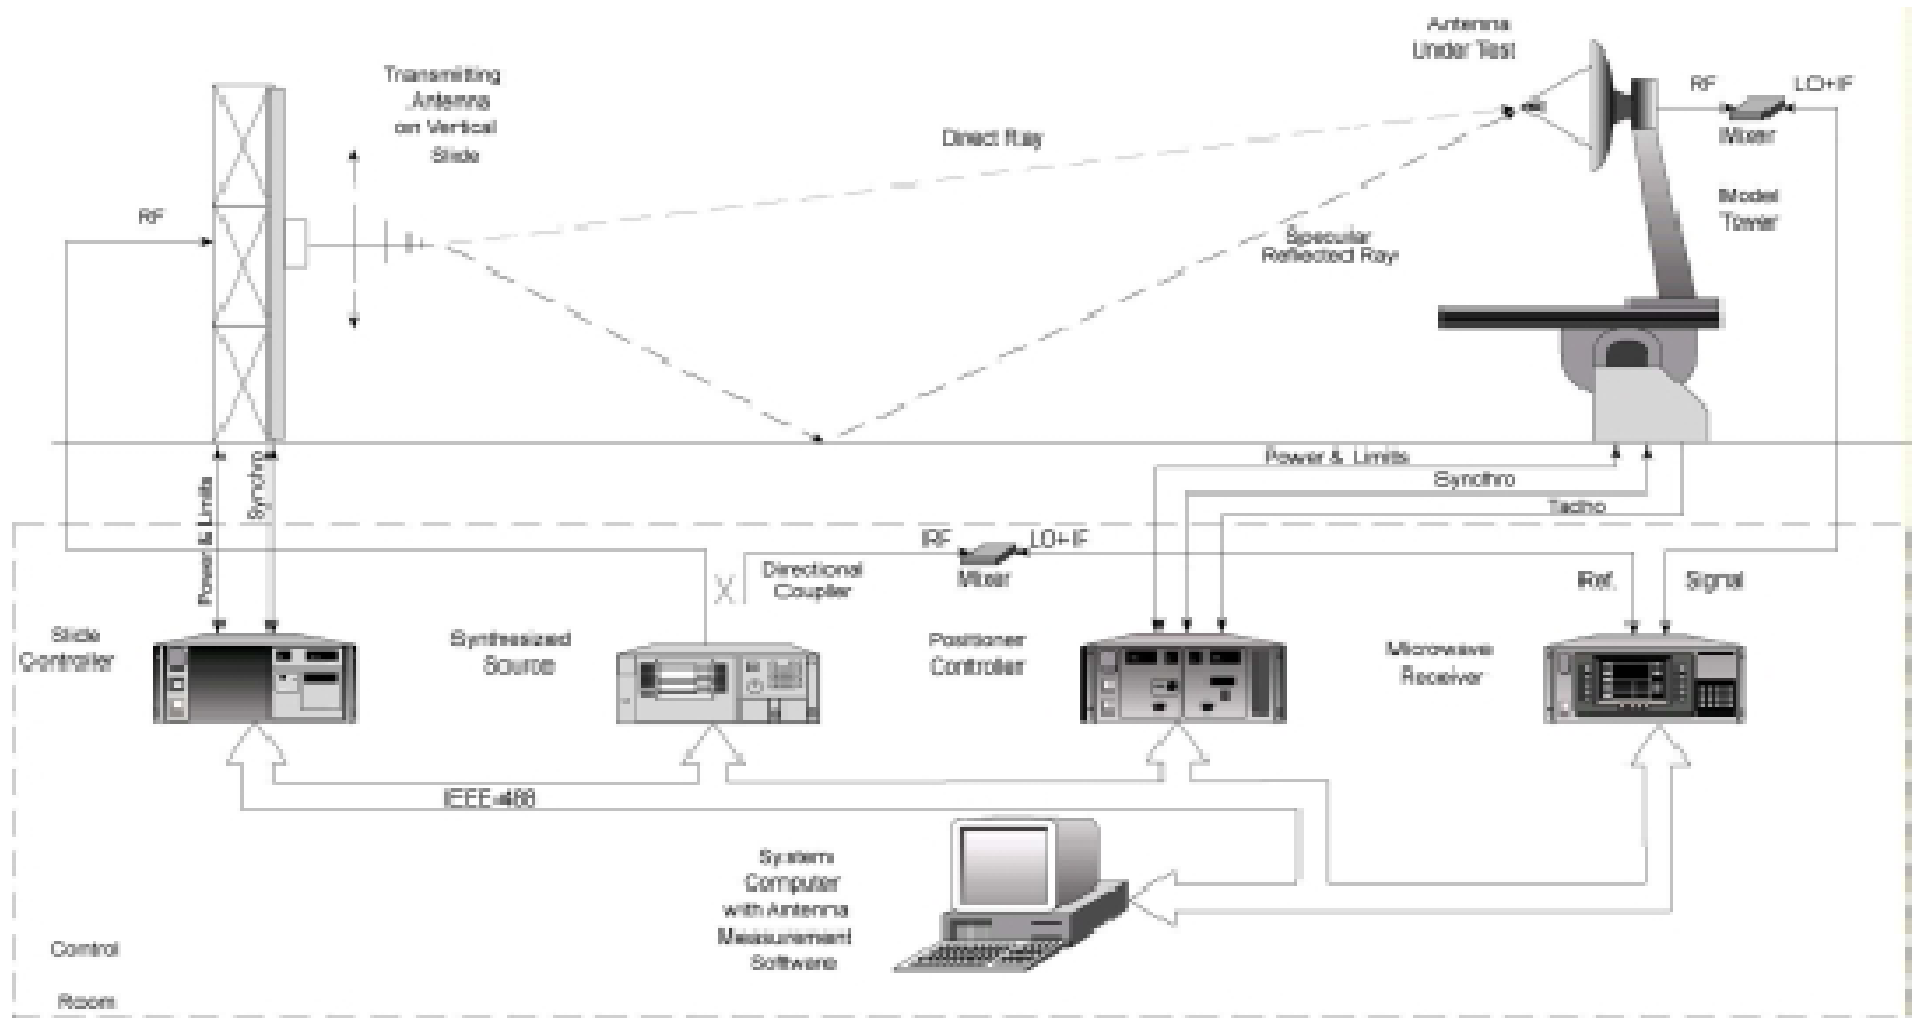 Antenna
Under Test
RF
LO+IF
Mixer
Transmitting
Antenna
on Vertical
Slide
Direct Ray
Model
Tower
RF
Specular
Reflected Ray
Power & Limits
Synchro
Tacho
Power & Limits
Synchro
RF
LO+IF
Mixer
Directional
Coupler
Ref.
Signal
Slide
Controller
Synthesized
Source
Positioner
Controller
Microwave
Receiver
IEEE-488
System
Computer
with Antenna
Measurement
Software
Control
Room